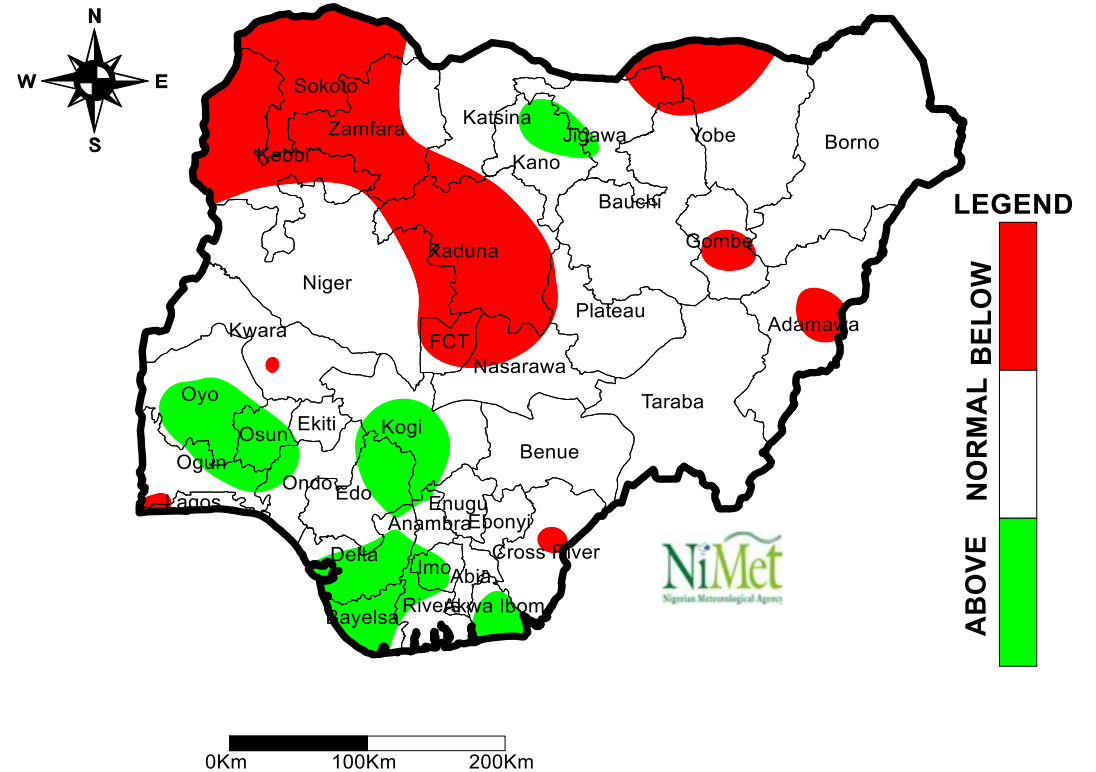 N
W
E
S
Sokoto
Katsina
Zamfara
Jigawa
Yobe
Borno
Kebbi
Kano
Bauchi
Gombe
Kaduna
Niger
Plateau
Adamawa
Kwara
FCT
Nasarawa
Oyo
Taraba
Ekiti
Kogi
Osun
Benue
Ogun
Ondo
Edo
Lagos
Enugu
Anambra
Ebonyi
Delta
Cross River
Imo
Abia
Rivers
Akwa Ibom
Bayelsa
LEGEND
BELOW
NORMAL
ABOVE
NiMet
Nigerian Meteorological Agency
0Km
100Km
200Km